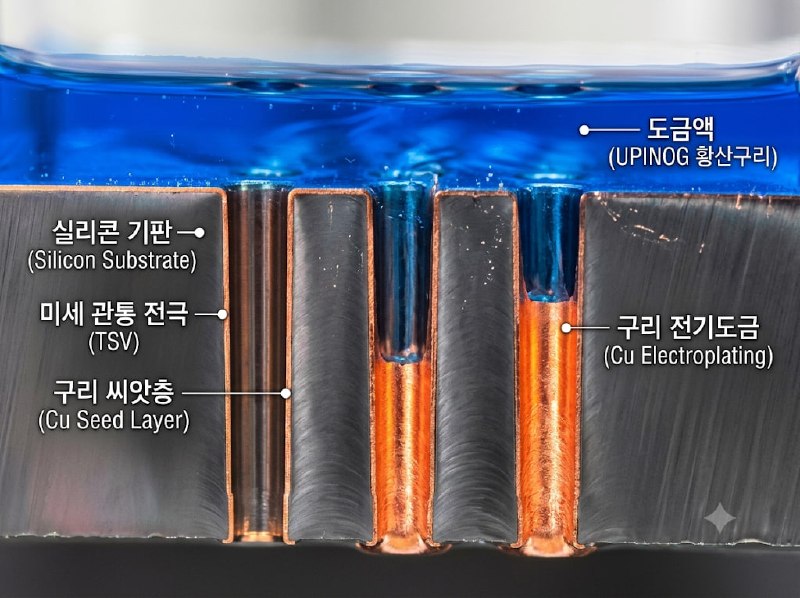 도금액
(UPINOG 황산구리)
실리콘 기판
(Silicon Substrate)
미세 관통 전극
(TSV)
구리 전기도금
(Cu Electroplating)
구리 씨앗층
(Cu Seed Layer)